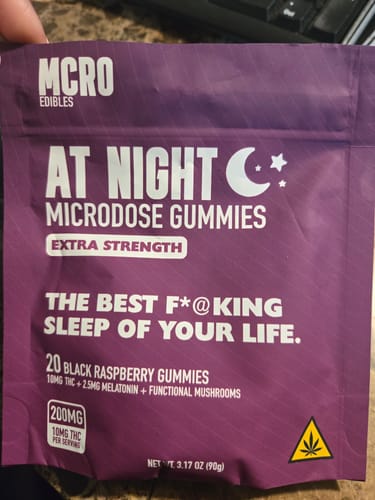 MCRO
EDIBLES
AT NIGHT
MICRODOSE GUMMIES
EXTRA STRENGTH
THE BEST F*@KING
SLEEP OF YOUR LIFE.
20 BLACK RASPBERRY GUMMIES
10MG THC + 2.5MG MELATONIN + FUNCTIONAL MUSHROOMS
200MG
10MG THC
PER SERVING
NET WT. 3.17 OZ (90g)